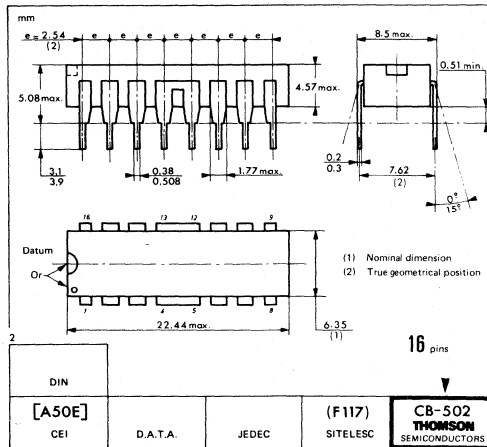 mm
e = 2.54
(2)
e e e e e e
8.5 max.
0.51 min.
4.57 max.
5.08 max.
3.1
3.9
0.38
0.508
1.77 max.
0.2
0.3
7.62
(2)
0°
15°
16 13 12 9
Datum
Or
1 4 5 8
(1) Nominal dimension
(2) True geometrical position
22.44 max.
6.35
(1)
16 pins
2
DIN
[A50E]
CEI
D.A.T.A.
JEDEC
(F117)
SITELESC
CB-502
THOMSON
SEMICONDUCTORS